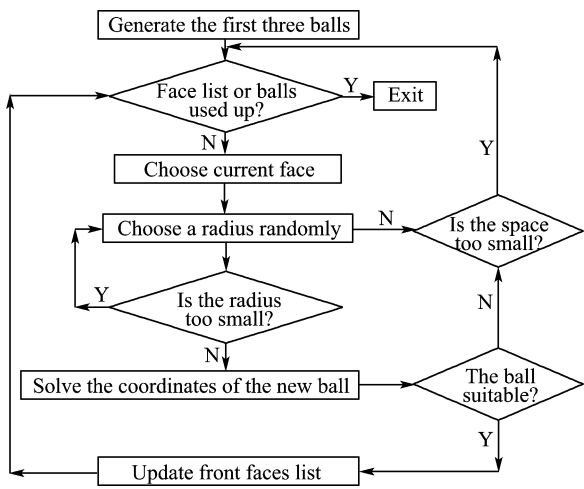 Generate the first three balls
Face list or balls
used up?
Y
Exit
N
Choose current face
Y
Choose a radius randomly
N
Is the space
too small?
Y
Is the radius
too small?
N
N
Solve the coordinates of the new ball
The ball
suitable?
Y
Update front faces list